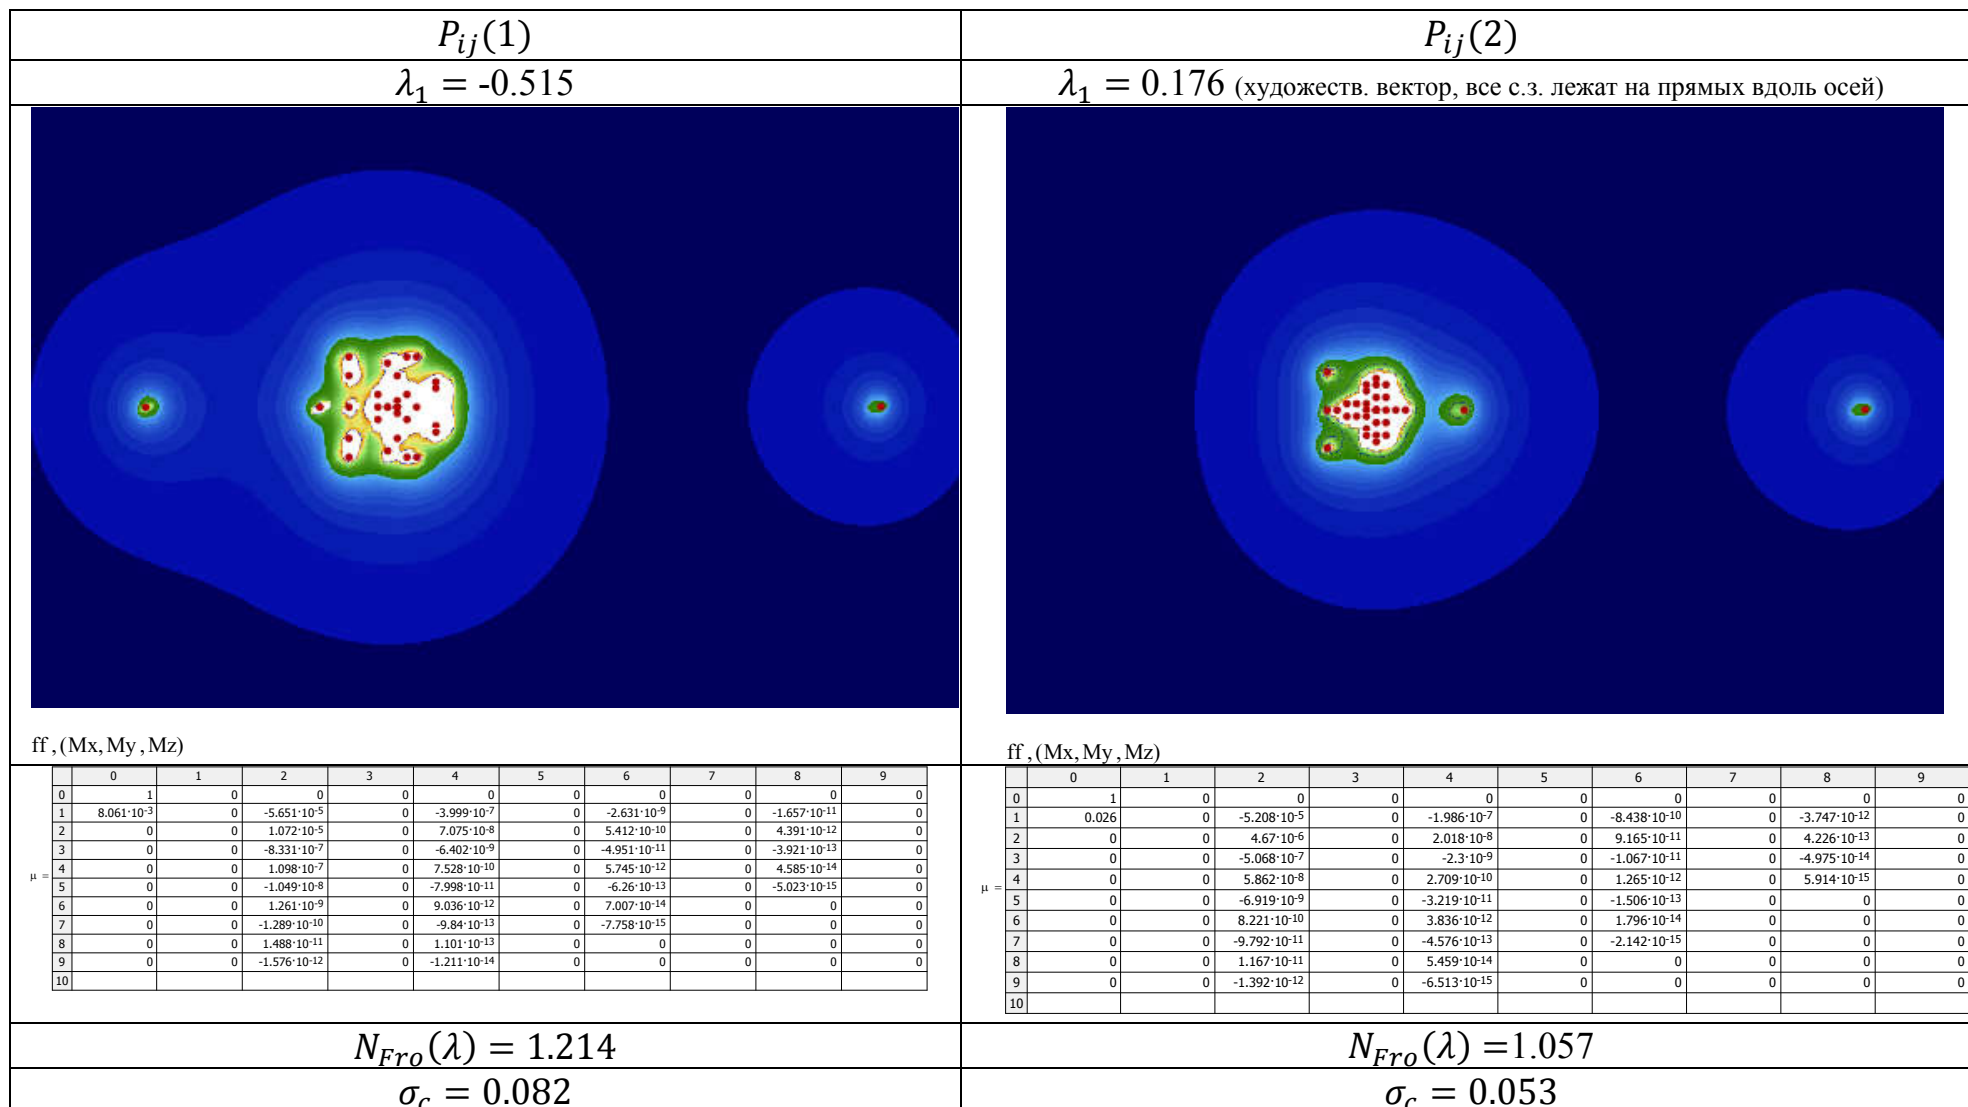 P_{ij}(1)
P_{ij}(2)
λ₁ = -0.515
λ₁ = 0.176 (художеств. вектор, все с.з. лежат на прямых вдоль осей)
ff ,(Mx, My , Mz)
ff ,(Mx, My , Mz)
μ =
0 1 2 3 4 5 6 7 8 9
0 1 0 0 0 0 0 0 0 0 0
1 8.061·10⁻³ 0 -5.651·10⁻⁵ 0 -3.999·10⁻⁷ 0 -2.631·10⁻⁹ 0 -1.657·10⁻¹¹ 0
2 0 0 1.072·10⁻⁵ 0 7.075·10⁻⁸ 0 5.412·10⁻¹⁰ 0 4.391·10⁻¹² 0
3 0 0 -8.331·10⁻⁷ 0 -6.402·10⁻⁹ 0 -4.951·10⁻¹¹ 0 -3.921·10⁻¹³ 0
4 0 0 1.098·10⁻⁷ 0 7.528·10⁻¹⁰ 0 5.745·10⁻¹² 0 4.585·10⁻¹⁴ 0
5 0 0 -1.049·10⁻⁸ 0 -7.998·10⁻¹¹ 0 -6.26·10⁻¹³ 0 -5.023·10⁻¹⁵ 0
6 0 0 1.261·10⁻⁹ 0 9.036·10⁻¹² 0 7.007·10⁻¹⁴ 0 0 0
7 0 0 -1.289·10⁻¹⁰ 0 -9.84·10⁻¹³ 0 -7.758·10⁻¹⁵ 0 0 0
8 0 0 1.488·10⁻¹¹ 0 1.101·10⁻¹³ 0 0 0 0 0
9 0 0 -1.576·10⁻¹² 0 -1.211·10⁻¹⁴ 0 0 0 0 0
10
μ =
0 1 2 3 4 5 6 7 8 9
0 1 0 0 0 0 0 0 0 0 0
1 0.026 0 -5.208·10⁻⁵ 0 -1.986·10⁻⁷ 0 -8.438·10⁻¹⁰ 0 -3.747·10⁻¹² 0
2 0 0 4.67·10⁻⁶ 0 2.018·10⁻⁸ 0 9.165·10⁻¹¹ 0 4.226·10⁻¹³ 0
3 0 0 -5.068·10⁻⁷ 0 -2.3·10⁻⁹ 0 -1.067·10⁻¹¹ 0 -4.975·10⁻¹⁴ 0
4 0 0 5.862·10⁻⁸ 0 2.709·10⁻¹⁰ 0 1.265·10⁻¹² 0 5.914·10⁻¹⁵ 0
5 0 0 -6.919·10⁻⁹ 0 -3.219·10⁻¹¹ 0 -1.506·10⁻¹³ 0 0 0
6 0 0 8.221·10⁻¹⁰ 0 3.836·10⁻¹² 0 1.796·10⁻¹⁴ 0 0 0
7 0 0 -9.792·10⁻¹¹ 0 -4.576·10⁻¹³ 0 -2.142·10⁻¹⁵ 0 0 0
8 0 0 1.167·10⁻¹¹ 0 5.459·10⁻¹⁴ 0 0 0 0 0
9 0 0 -1.392·10⁻¹² 0 -6.513·10⁻¹⁵ 0 0 0 0 0
10
N_{Fro}(λ) = 1.214
N_{Fro}(λ) =1.057
σ_c = 0.082
σ_c = 0.053